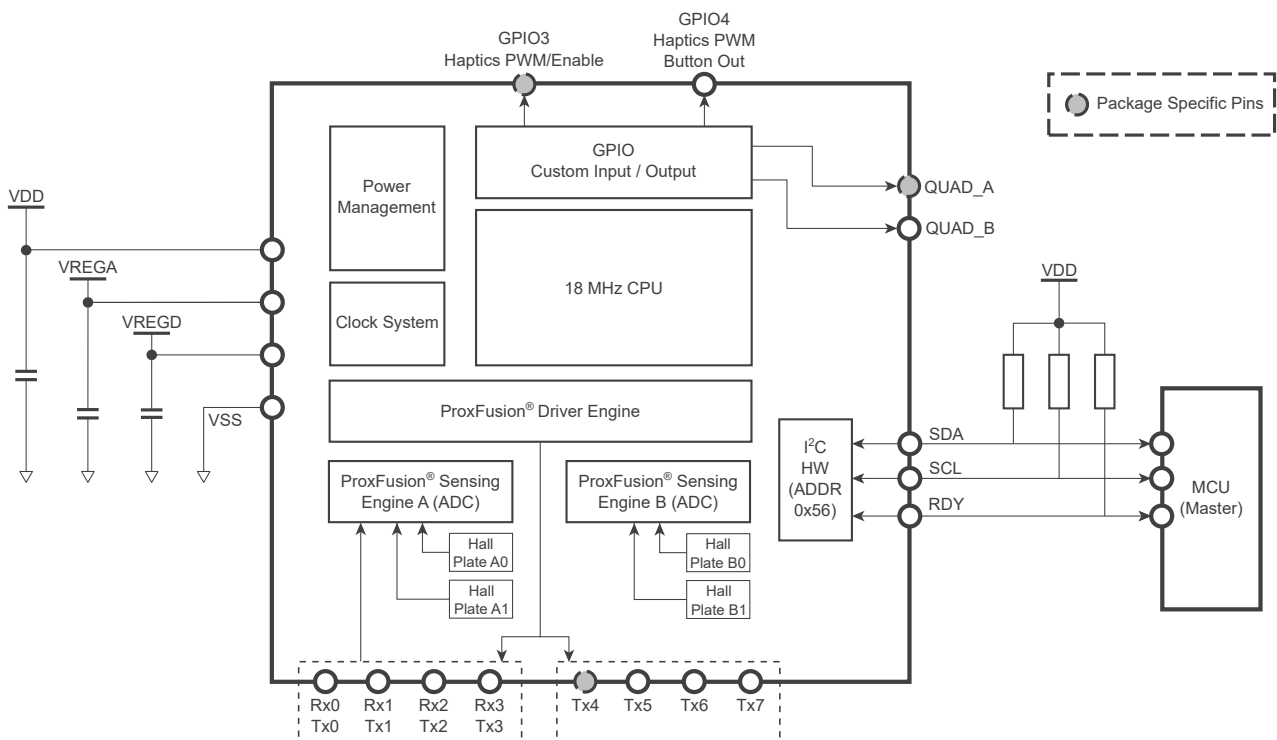 GPIO3
Haptics PWM/Enable
GPIO4
Haptics PWM
Button Out
Package Specific Pins
GPIO
Custom Input / Output
Power
Management
QUAD_A
QUAD_B
VDD
VREGA
VREGD
VSS
18 MHz CPU
Clock System
VDD
ProxFusion® Driver Engine
ProxFusion® Sensing
Engine A (ADC)
ProxFusion® Sensing
Engine B (ADC)
I²C
HW
(ADDR
0x56)
SDA
SCL
RDY
MCU
(Master)
Hall
Plate A0
Hall
Plate A1
Hall
Plate B0
Hall
Plate B1
Rx0
Tx0
Rx1
Tx1
Rx2
Tx2
Rx3
Tx3
Tx4
Tx5
Tx6
Tx7